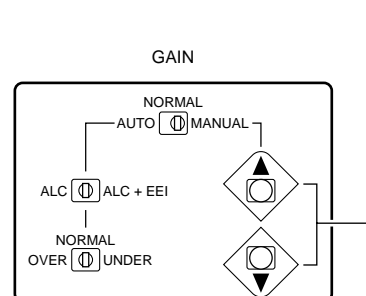 GAIN
NORMAL
AUTO MANUAL
ALC ALC + EEI
NORMAL
OVER UNDER